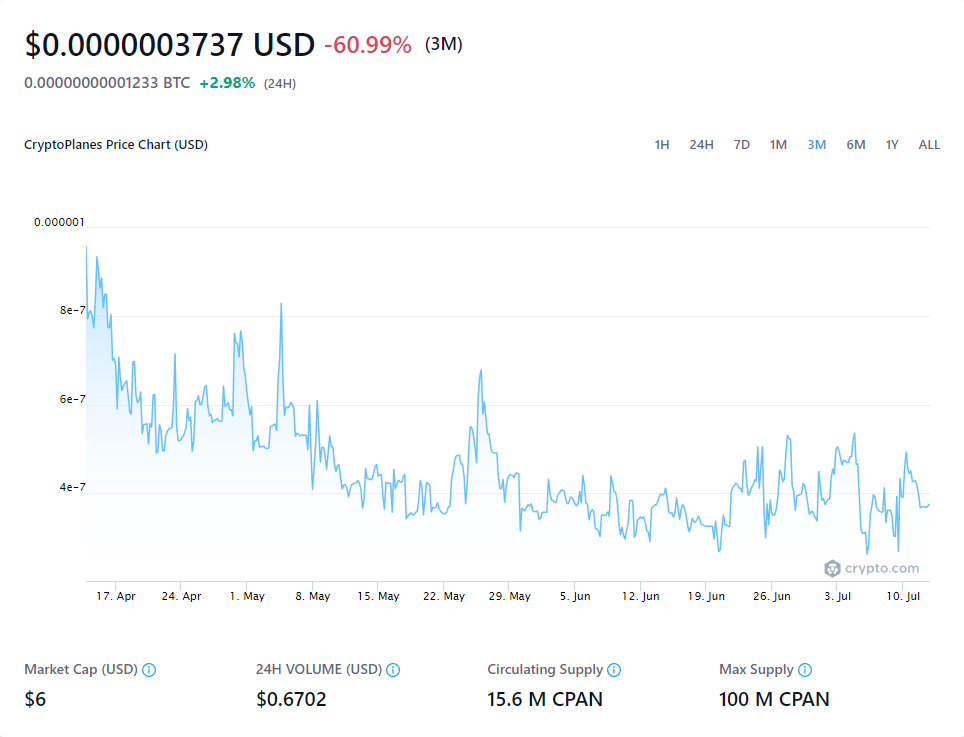 $0.0000003737 USD -60.99% (3M)
0.00000000001233 BTC +2.98% (24H)
CryptoPlanes Price Chart (USD) 1H 24H 7D 1M 3M 6M 1Y ALL
0.000001
8e-7
6e-7
4e-7
crypto.com
17. Apr 24. Apr 1. May 8. May 15. May 22. May 29. May 5. Jun 12. Jun 19. Jun 26. Jun 3. Jul 10. Jul
Market Cap (USD) 24H VOLUME (USD) Circulating Supply Max Supply
$6 $0.6702 15.6 M CPAN 100 M CPAN